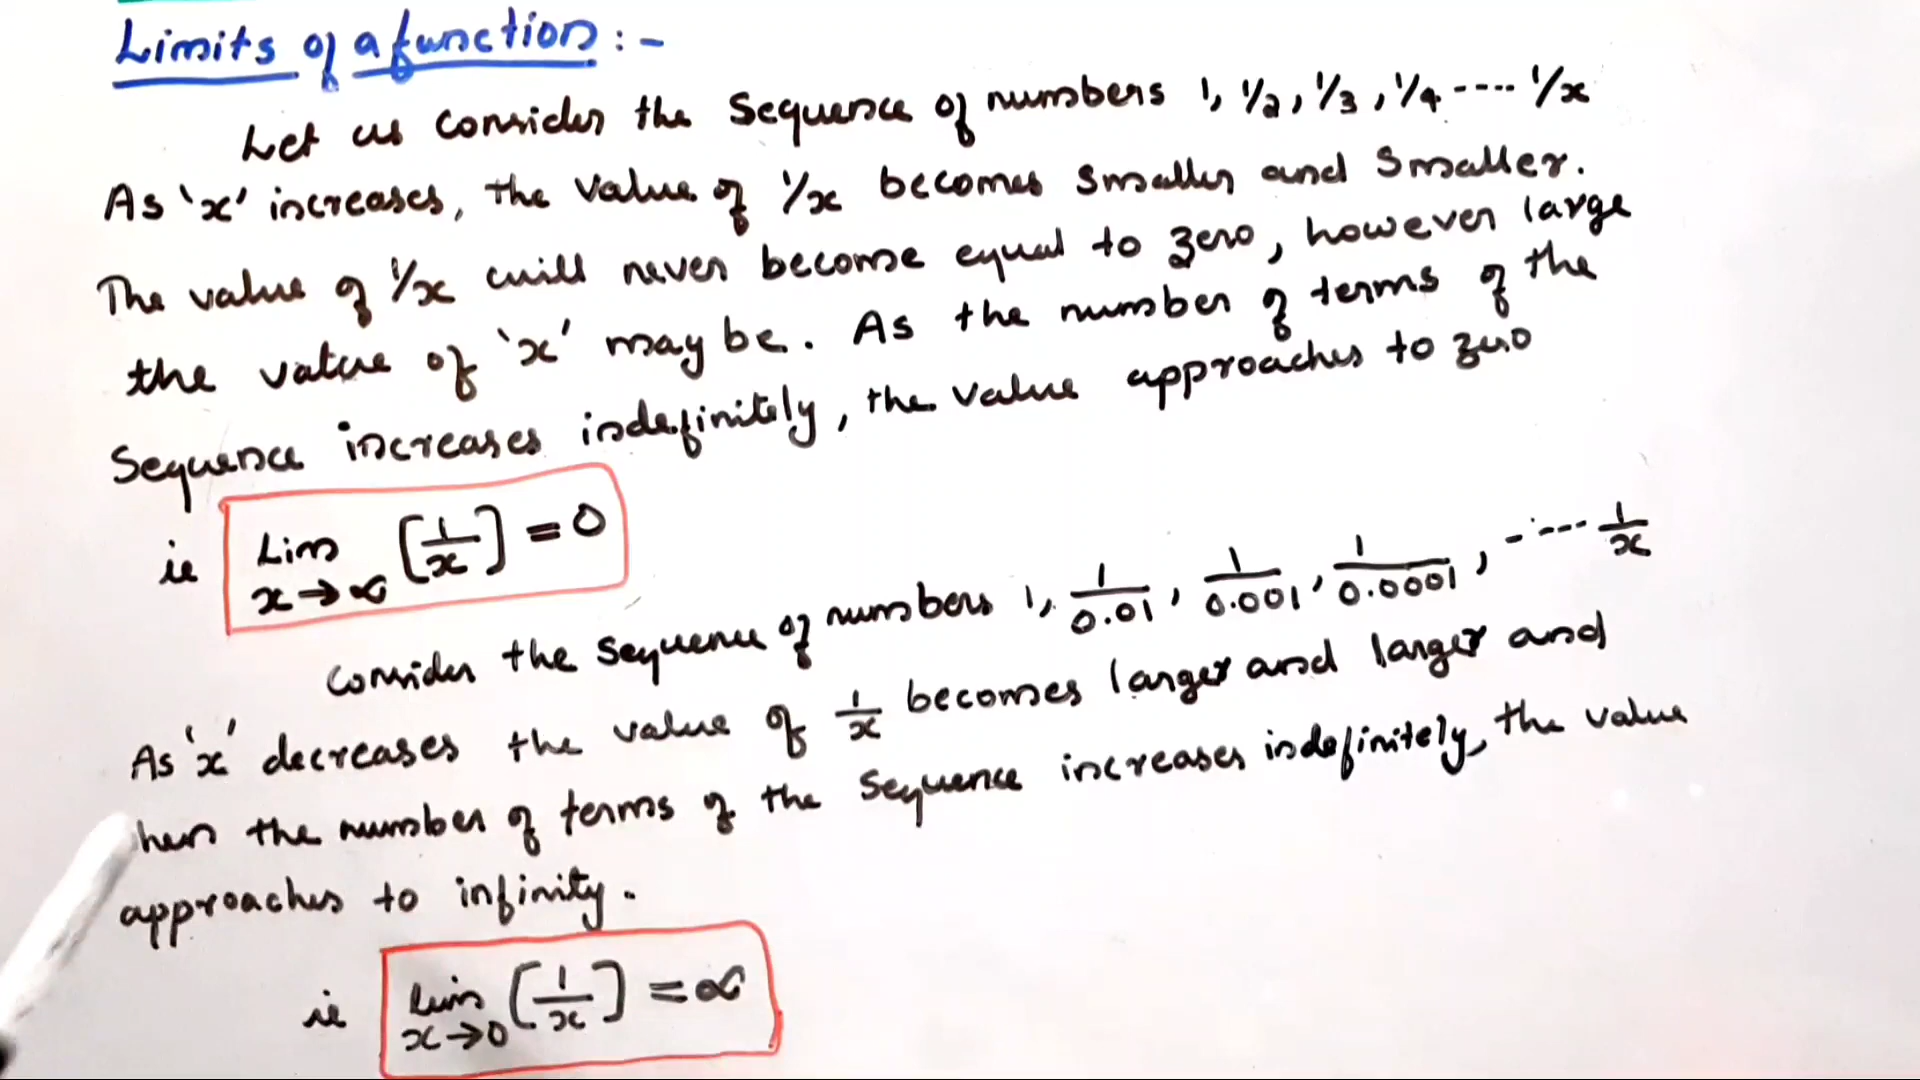 Limits of a function :-
Let us consider the sequence of numbers 1, 1/2, 1/3, 1/4 ---- 1/x
As 'x' increases, the value of 1/x becomes smaller and smaller.
The value of 1/x will never become equal to zero, however large
the value of 'x' may be. As the number of terms of the
sequence increases indefinitely, the value approaches to zero
ie Lim x→∞ [1/x] = 0
Consider the sequence of numbers 1, 1/0.01, 1/0.001, 1/0.0001, ---- 1/x
As 'x' decreases the value of 1/x becomes larger and larger and
hen the number of terms of the sequence increases indefinitely, the value
approaches to infinity.
ie Lim x→0 [1/x] = ∞